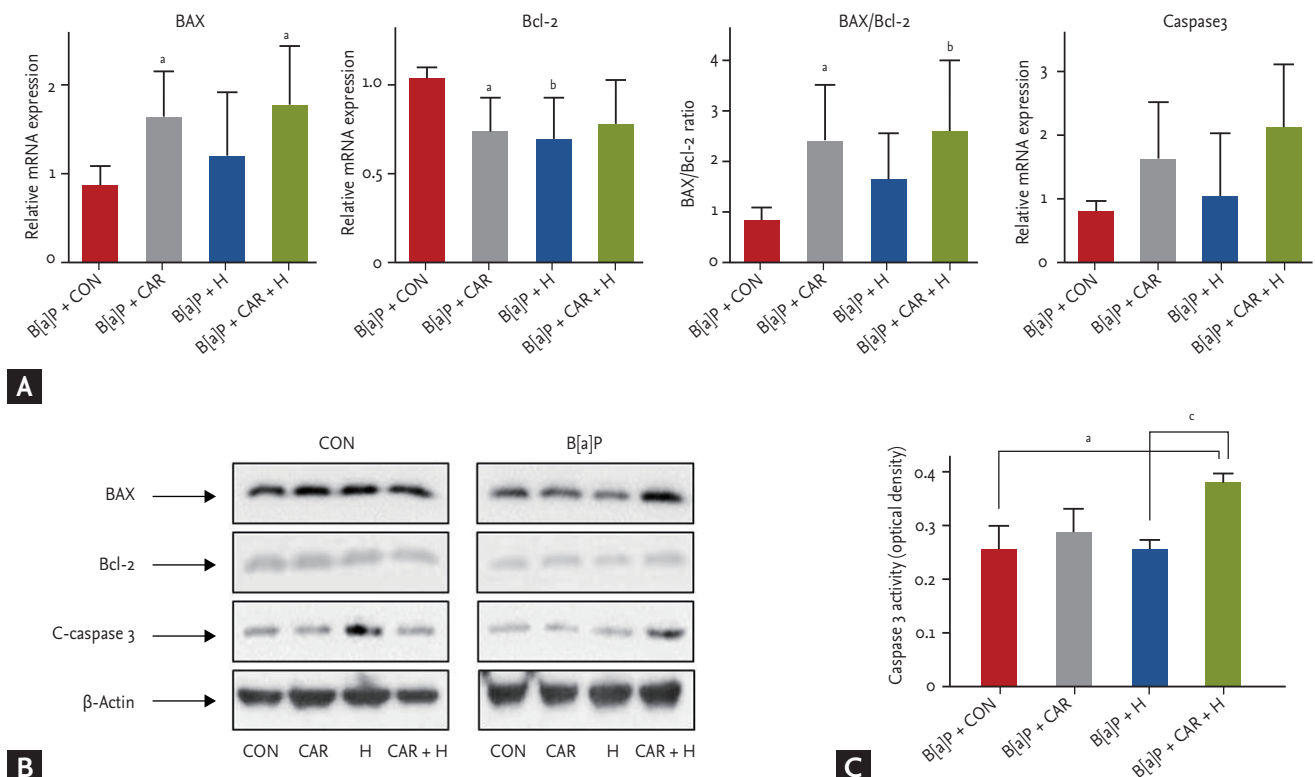 BAX
Relative mRNA expression
2
1
0
a
a
B[a]P + CON
B[a]P + CAR
B[a]P + H
B[a]P + CAR + H
Bcl-2
Relative mRNA expression
1.0
0.5
0
a
b
B[a]P + CON
B[a]P + CAR
B[a]P + H
B[a]P + CAR + H
BAX/Bcl-2
BAX/Bcl-2 ratio
4
3
2
1
0
a
b
B[a]P + CON
B[a]P + CAR
B[a]P + H
B[a]P + CAR + H
Caspase3
Relative mRNA expression
3
2
1
0
B[a]P + CON
B[a]P + CAR
B[a]P + H
B[a]P + CAR + H
A
CON
B[a]P
BAX
Bcl-2
C-caspase 3
β-Actin
CON CAR H CAR + H
CON CAR H CAR + H
B
Caspase 3 activity (optical density)
0.4
0.3
0.2
0.1
0
a
c
B[a]P + CON
B[a]P + CAR
B[a]P + H
B[a]P + CAR + H
C